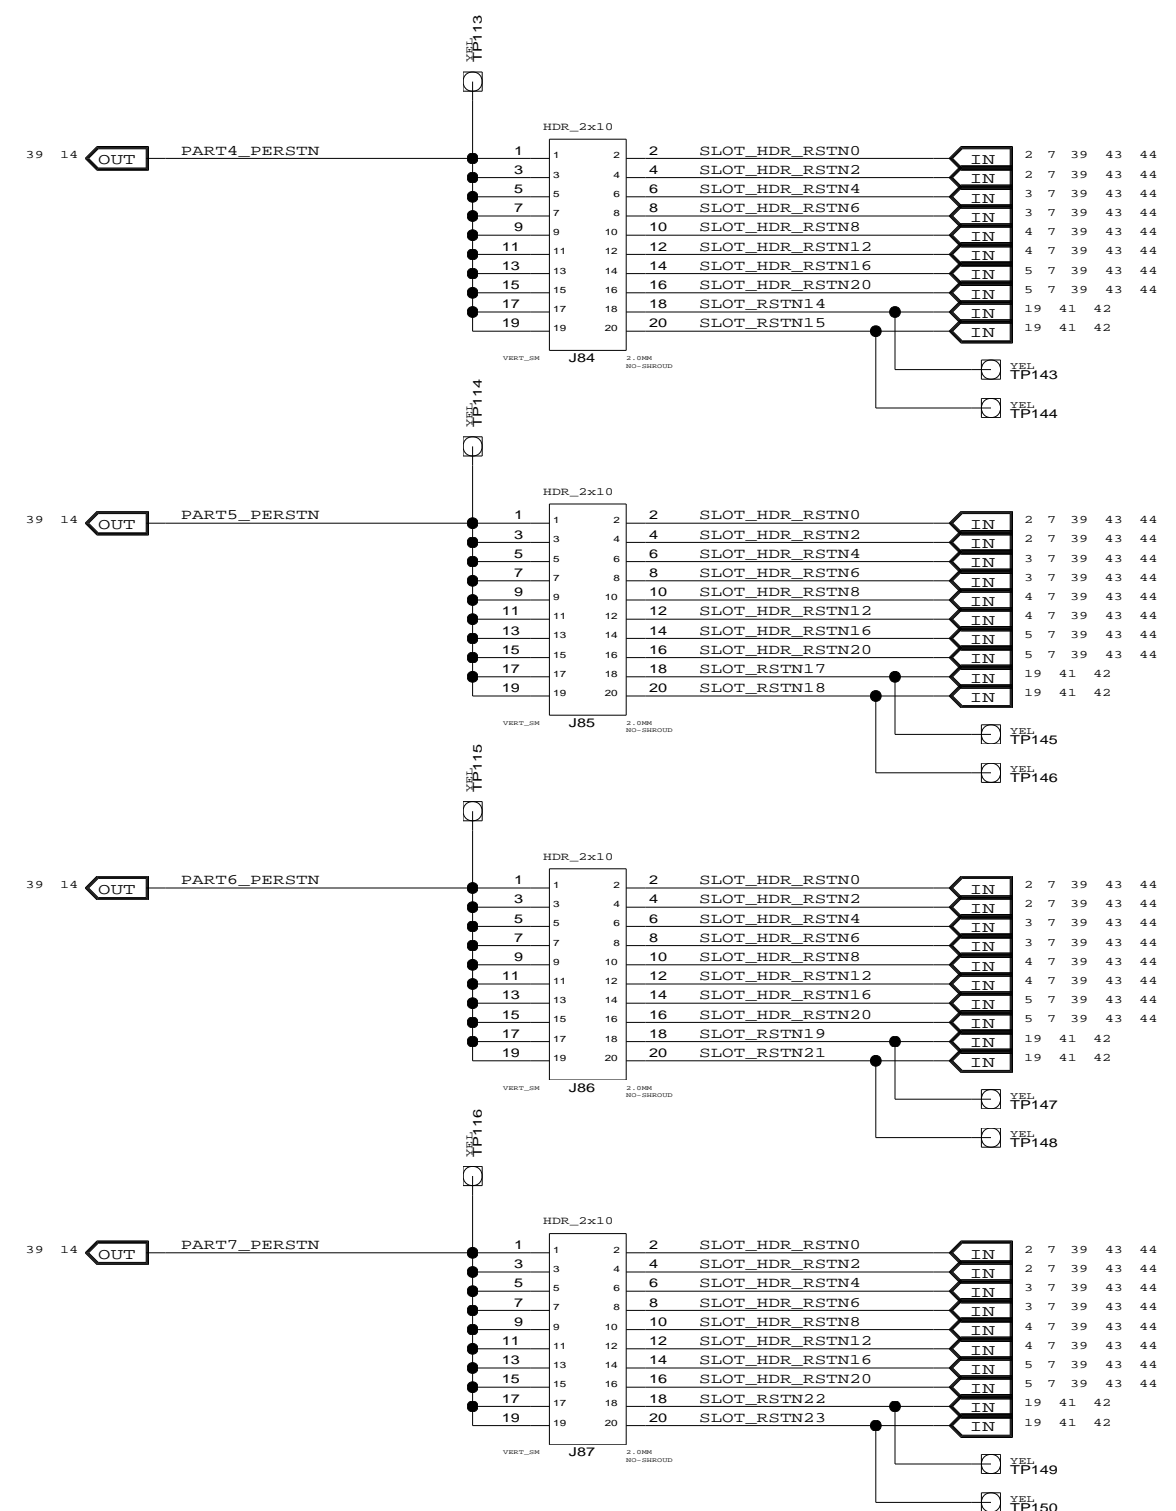 YEL
TP113
HDR_2x10
39 14 OUT PART4_PERSTN 1 1 2 2 SLOT_HDR_RSTN0 IN 2 7 39 43 44
3 3 4 4 SLOT_HDR_RSTN2 IN 2 7 39 43 44
5 5 6 6 SLOT_HDR_RSTN4 IN 3 7 39 43 44
7 7 8 8 SLOT_HDR_RSTN6 IN 3 7 39 43 44
9 9 10 10 SLOT_HDR_RSTN8 IN 4 7 39 43 44
11 11 12 12 SLOT_HDR_RSTN12 IN 4 7 39 43 44
13 13 14 14 SLOT_HDR_RSTN16 IN 5 7 39 43 44
15 15 16 16 SLOT_HDR_RSTN20 IN 5 7 39 43 44
17 17 18 18 SLOT_RSTN14 IN 19 41 42
19 19 20 20 SLOT_RSTN15 IN 19 41 42
VERT_SM J84 2.0MM
NO-SHROUD
YEL
TP143
YEL
TP144
YEL
TP114
HDR_2x10
39 14 OUT PART5_PERSTN 1 1 2 2 SLOT_HDR_RSTN0 IN 2 7 39 43 44
3 3 4 4 SLOT_HDR_RSTN2 IN 2 7 39 43 44
5 5 6 6 SLOT_HDR_RSTN4 IN 3 7 39 43 44
7 7 8 8 SLOT_HDR_RSTN6 IN 3 7 39 43 44
9 9 10 10 SLOT_HDR_RSTN8 IN 4 7 39 43 44
11 11 12 12 SLOT_HDR_RSTN12 IN 4 7 39 43 44
13 13 14 14 SLOT_HDR_RSTN16 IN 5 7 39 43 44
15 15 16 16 SLOT_HDR_RSTN20 IN 5 7 39 43 44
17 17 18 18 SLOT_RSTN17 IN 19 41 42
19 19 20 20 SLOT_RSTN18 IN 19 41 42
VERT_SM J85 2.0MM
NO-SHROUD
YEL
TP145
YEL
TP146
YEL
TP115
HDR_2x10
39 14 OUT PART6_PERSTN 1 1 2 2 SLOT_HDR_RSTN0 IN 2 7 39 43 44
3 3 4 4 SLOT_HDR_RSTN2 IN 2 7 39 43 44
5 5 6 6 SLOT_HDR_RSTN4 IN 3 7 39 43 44
7 7 8 8 SLOT_HDR_RSTN6 IN 3 7 39 43 44
9 9 10 10 SLOT_HDR_RSTN8 IN 4 7 39 43 44
11 11 12 12 SLOT_HDR_RSTN12 IN 4 7 39 43 44
13 13 14 14 SLOT_HDR_RSTN16 IN 5 7 39 43 44
15 15 16 16 SLOT_HDR_RSTN20 IN 5 7 39 43 44
17 17 18 18 SLOT_RSTN19 IN 19 41 42
19 19 20 20 SLOT_RSTN21 IN 19 41 42
VERT_SM J86 2.0MM
NO-SHROUD
YEL
TP147
YEL
TP148
YEL
TP116
HDR_2x10
39 14 OUT PART7_PERSTN 1 1 2 2 SLOT_HDR_RSTN0 IN 2 7 39 43 44
3 3 4 4 SLOT_HDR_RSTN2 IN 2 7 39 43 44
5 5 6 6 SLOT_HDR_RSTN4 IN 3 7 39 43 44
7 7 8 8 SLOT_HDR_RSTN6 IN 3 7 39 43 44
9 9 10 10 SLOT_HDR_RSTN8 IN 4 7 39 43 44
11 11 12 12 SLOT_HDR_RSTN12 IN 4 7 39 43 44
13 13 14 14 SLOT_HDR_RSTN16 IN 5 7 39 43 44
15 15 16 16 SLOT_HDR_RSTN20 IN 5 7 39 43 44
17 17 18 18 SLOT_RSTN22 IN 19 41 42
19 19 20 20 SLOT_RSTN23 IN 19 41 42
VERT_SM J87 2.0MM
NO-SHROUD
YEL
TP149
YEL
TP150